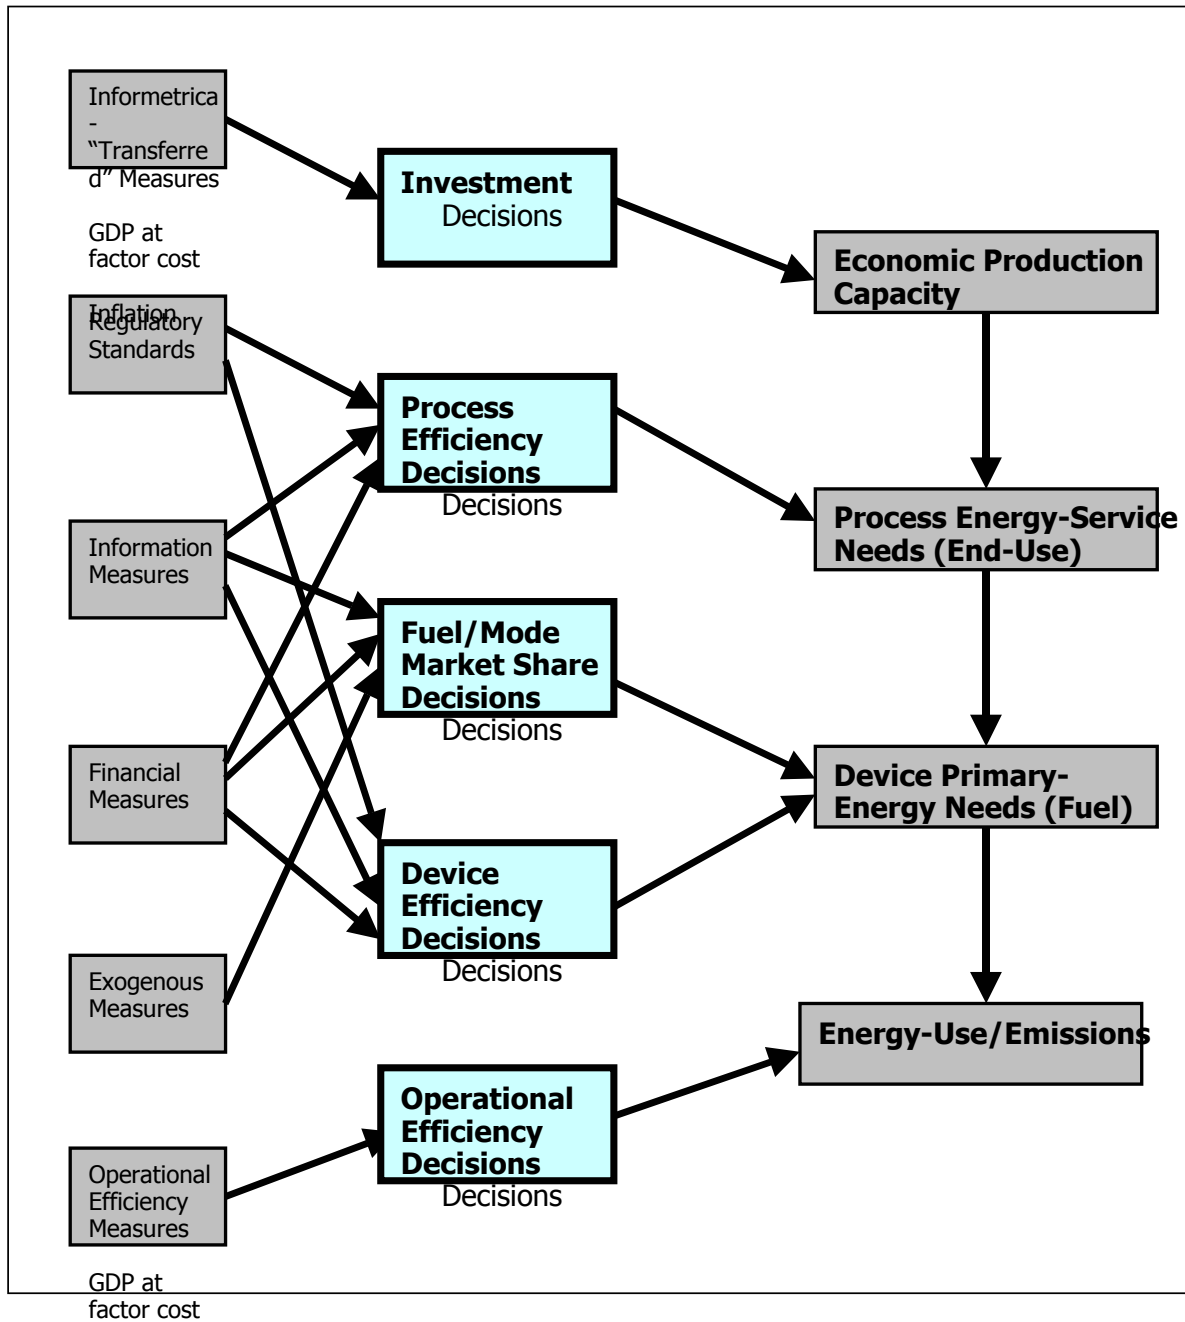 Informetrica
-
“Transferre
d” Measures
GDP at
factor cost
Inflation
Regulatory
Standards
Information
Measures
Financial
Measures
Exogenous
Measures
Operational
Efficiency
Measures
GDP at
factor cost
Investment
Decisions
Process
Efficiency
Decisions
Decisions
Fuel/Mode
Market Share
Decisions
Decisions
Device
Efficiency
Decisions
Decisions
Operational
Efficiency
Decisions
Decisions
Economic Production
Capacity
Process Energy-Service
Needs (End-Use)
Device Primary-
Energy Needs (Fuel)
Energy-Use/Emissions